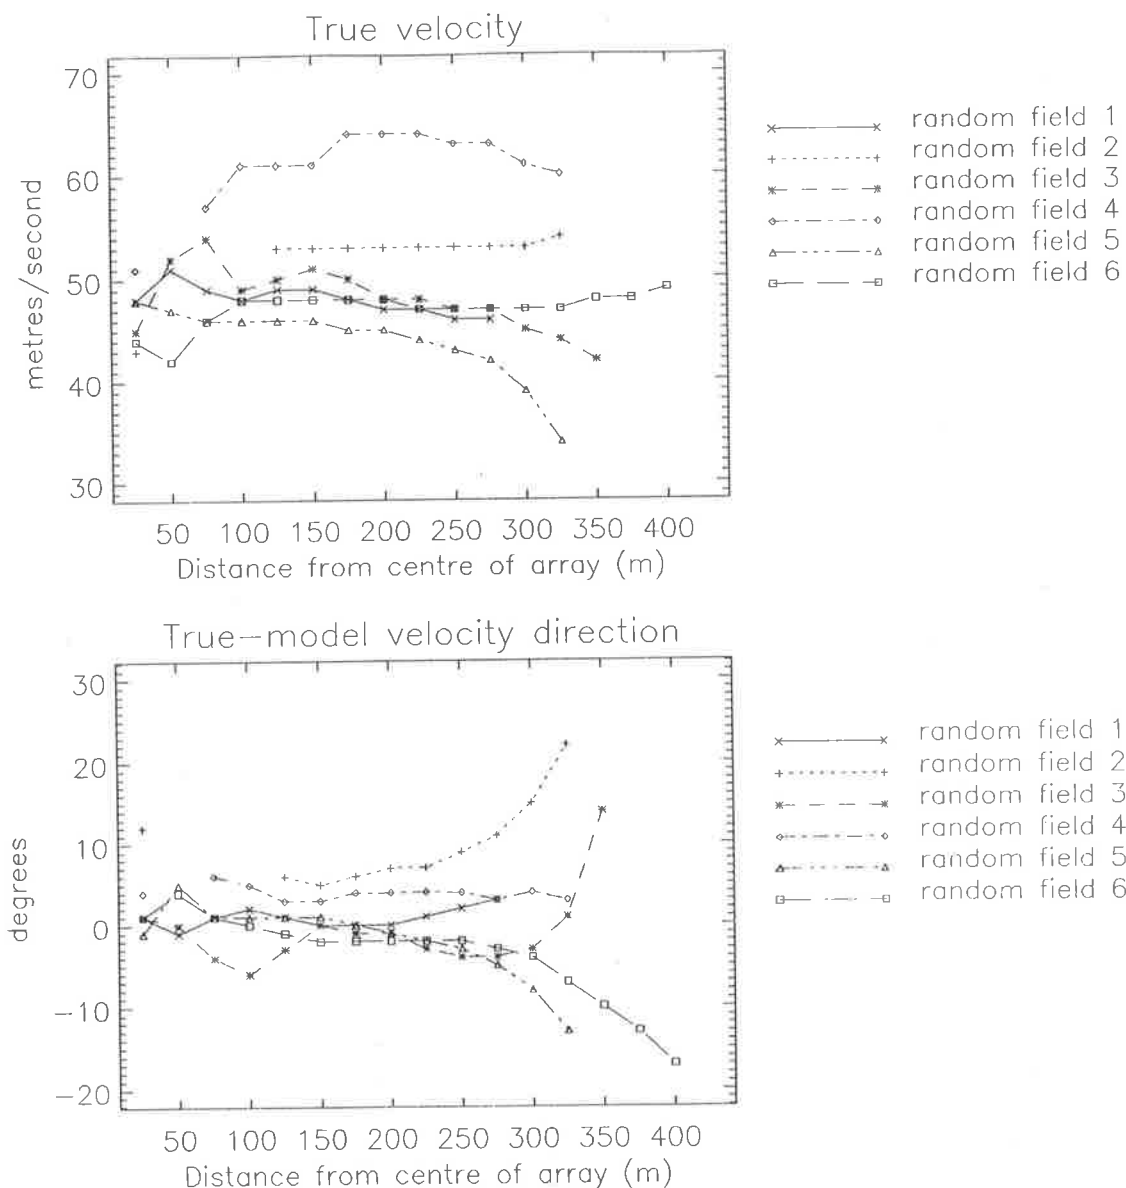 True velocity
70
60
50
40
30
metres/second
50 100 150 200 250 300 350 400
Distance from centre of array (m)
random field 1
random field 2
random field 3
random field 4
random field 5
random field 6
True-model velocity direction
30
20
10
0
-10
-20
degrees
50 100 150 200 250 300 350 400
Distance from centre of array (m)
random field 1
random field 2
random field 3
random field 4
random field 5
random field 6